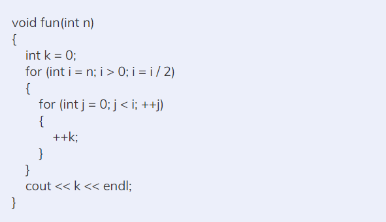 void fun(int n)
{
int k = 0;
for (int i = n; i > 0; i = i / 2)
{
for (int j = 0; j < i; ++j)
{
++k;
}
}
cout << k << endl;
}